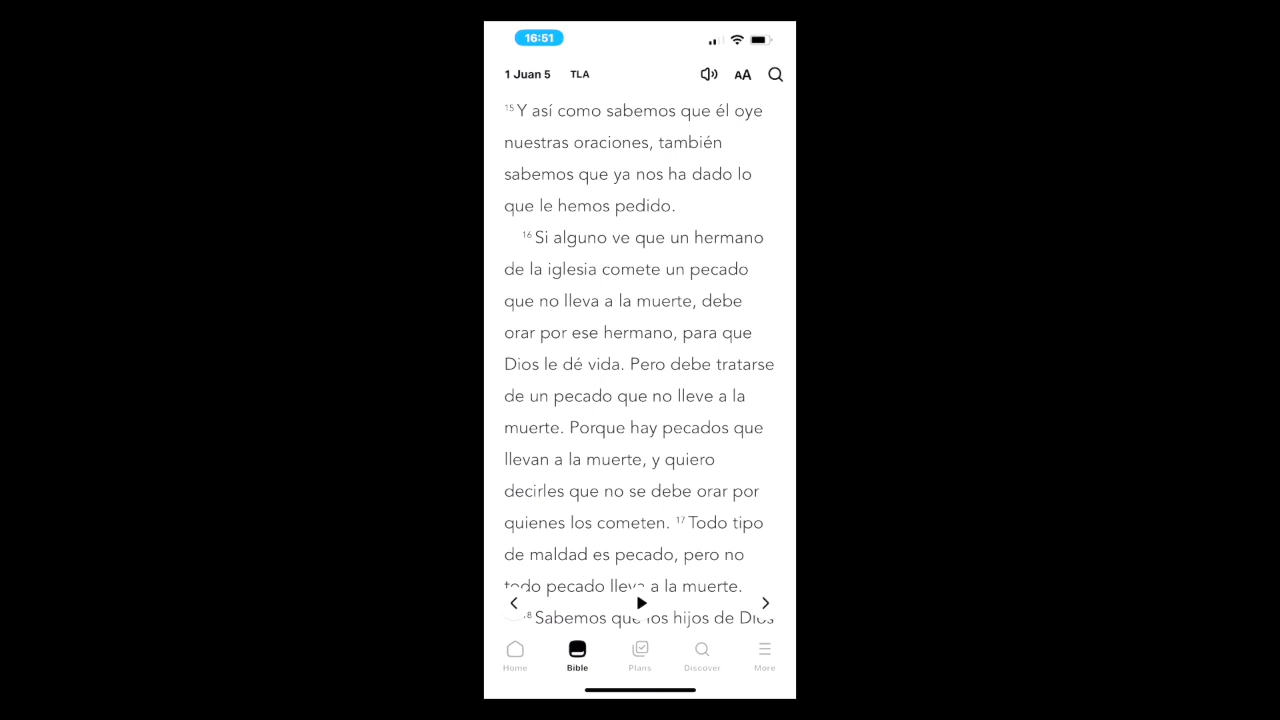 16:51
1 Juan 5 TLA AA
15 Y así como sabemos que él oye
nuestras oraciones, también
sabemos que ya nos ha dado lo
que le hemos pedido.
16 Si alguno ve que un hermano
de la iglesia comete un pecado
que no lleva a la muerte, debe
orar por ese hermano, para que
Dios le dé vida. Pero debe tratarse
de un pecado que no lleve a la
muerte. Porque hay pecados que
llevan a la muerte, y quiero
decirles que no se debe orar por
quienes los cometen. 17 Todo tipo
de maldad es pecado, pero no
todo pecado lleva a la muerte.
18 Sabemos que los hijos de Dios
Home Bible Plans Discover More